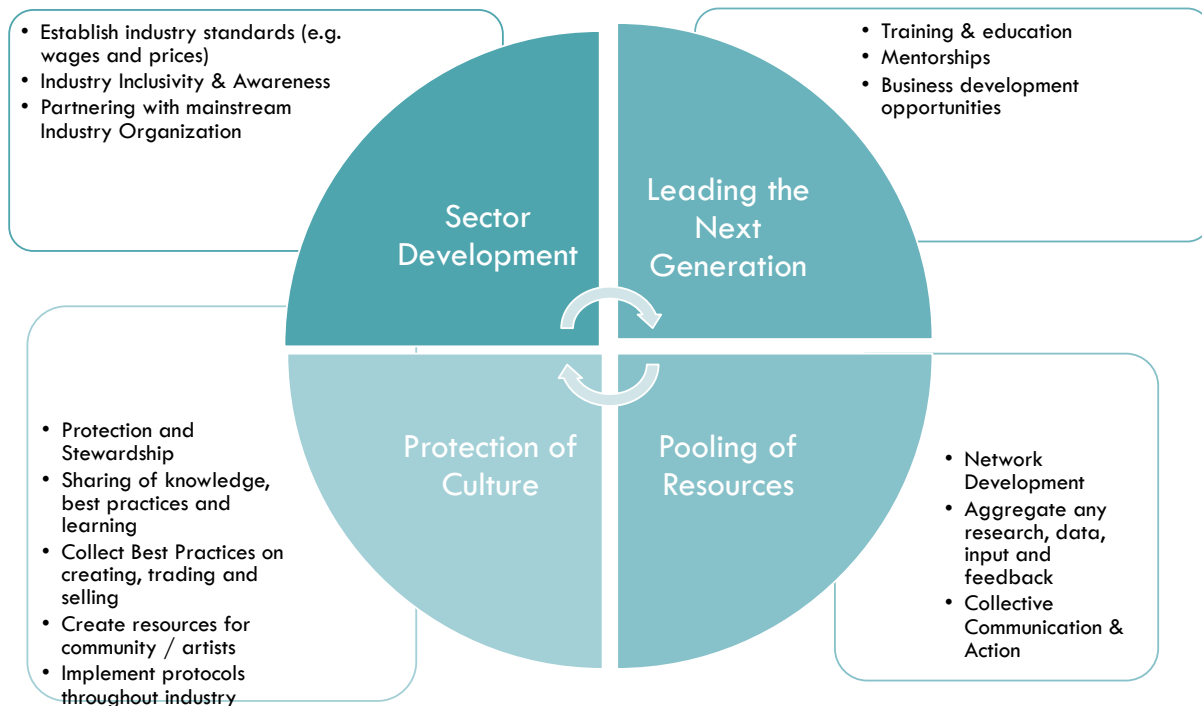 • Establish industry standards (e.g.
wages and prices)
• Industry Inclusivity & Awareness
• Partnering with mainstream
Industry Organization
• Training & education
• Mentorships
• Business development
opportunities
Sector
Development
Leading the
Next
Generation
Protection of
Culture
Pooling of
Resources
• Protection and
Stewardship
• Sharing of knowledge,
best practices and
learning
• Collect Best Practices on
creating, trading and
selling
• Create resources for
community / artists
• Implement protocols
throughout industry
• Network
Development
• Aggregate any
research, data,
input and
feedback
• Collective
Communication &
Action